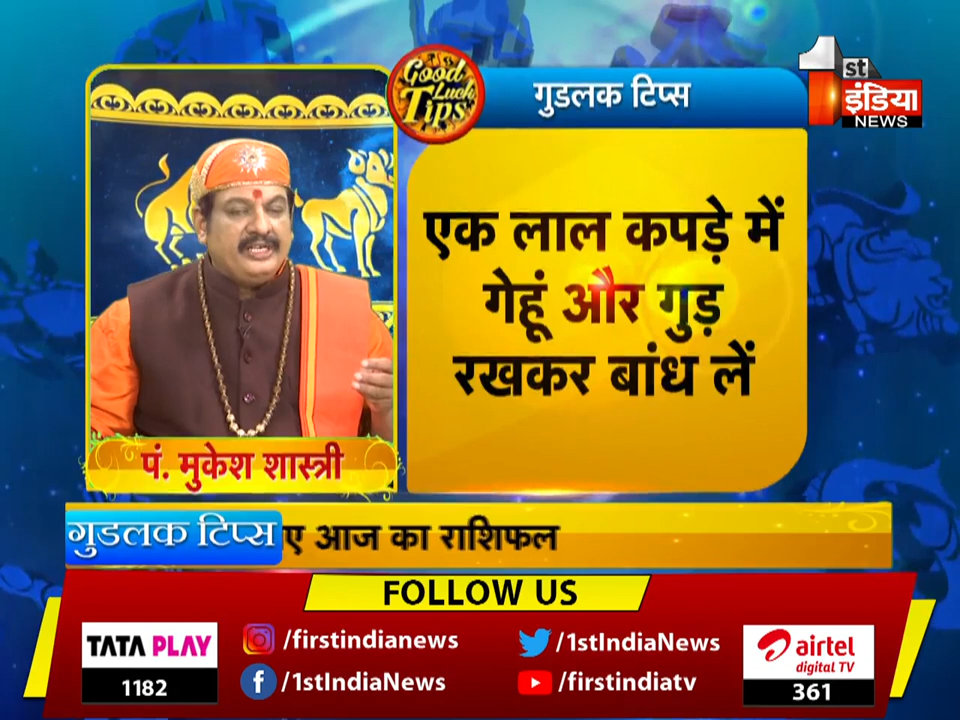 Good Luck Tips
गुडलक टिप्स
1st
इंडिया
NEWS
एक लाल कपड़े में
गेहूं और गुड़
रखकर बांध लें
पं. मुकेश शास्त्री
गुडलक टिप्स
ए आज का राशिफल
FOLLOW US
TATA PLAY
1182
/firstindianews
/1stIndiaNews
/1stIndiaNews
/firstindiatv
airtel
digital TV
361